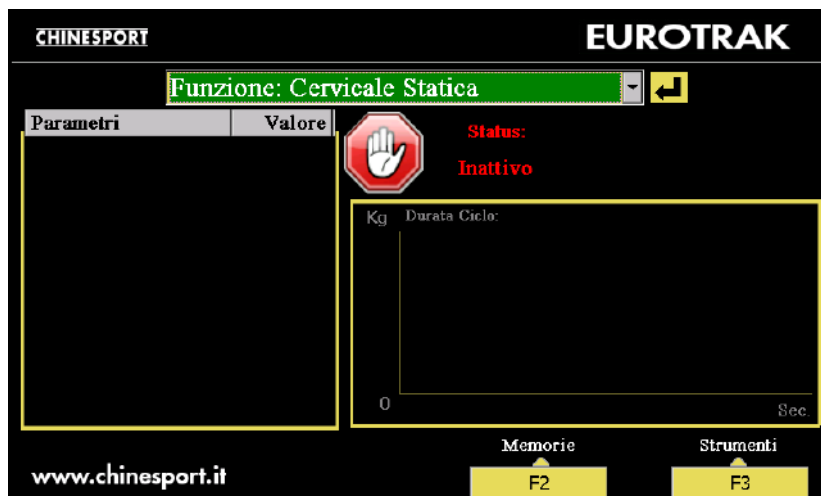 CHINESPORT
EUROTRAK
Funzione: Cervicale Statica
Parametri Valore
Status:
Inattivo
Kg Durata Ciclo:
0
Sec.
Memorie Strumenti
www.chinesport.it
F2 F3